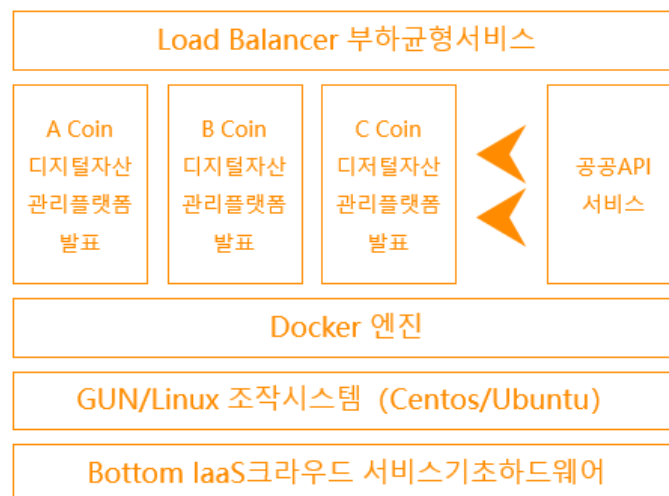 Load Balancer 부하균형서비스
A Coin
디지털자산
관리플랫폼
발표
B Coin
디지털자산
관리플랫폼
발표
C Coin
디저털자산
관리플랫폼
발표
공공API
서비스
Docker 엔진
GUN/Linux 조작시스템 (Centos/Ubuntu)
Bottom IaaS크라우드 서비스기초하드웨어